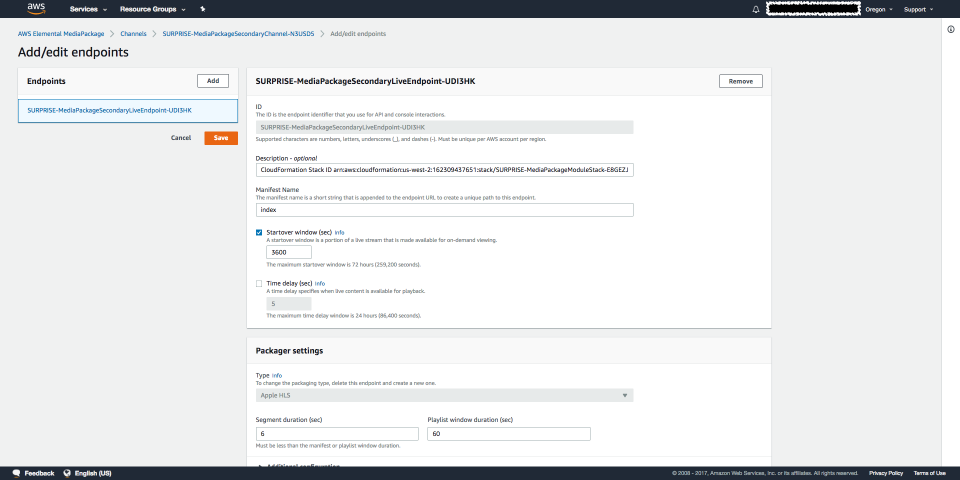 aws Services Resource Groups Oregon Support
AWS Elemental MediaPackage > Channels > SURPRISE-MediaPackageSecondaryChannel-N3USD5 > Add/edit endpoints
Add/edit endpoints
Endpoints
Add
SURPRISE-MediaPackageSecondaryLiveEndpoint-UDI3HK
Cancel
Save
SURPRISE-MediaPackageSecondaryLiveEndpoint-UDI3HK
Remove
ID
The ID is the endpoint identifier that you use for API and console interactions.
SURPRISE-MediaPackageSecondaryLiveEndpoint-UDI3HK
Supported characters are numbers, letters, underscores (_), and dashes (-). Must be unique per AWS account per region.
Description - optional
CloudFormation Stack ID arn:aws:cloudformation:us-west-2:162309437651:stack/SURPRISE-MediaPackageModuleStack-E8GEZJ
Manifest Name
The manifest name is a short string that is appended to the endpoint URL to create a unique path to this endpoint.
index
Startover window (sec) Info
A startover window is a portion of a live stream that is made available for on-demand viewing.
3600
The maximum startover window is 72 hours (259,200 seconds).
Time delay (sec) Info
A time delay specifies when live content is available for playback.
5
The maximum time delay window is 24 hours (86,400 seconds).
Packager settings
Type Info
To change the packaging type, delete this endpoint and create a new one.
Apple HLS
Segment duration (sec)
Playlist window duration (sec)
6
60
Must be less than the manifest or playlist window duration.
Additional configuration
Feedback English (US) © 2008 - 2017, Amazon Web Services, Inc. or its affiliates. All rights reserved. Privacy Policy Terms of Use